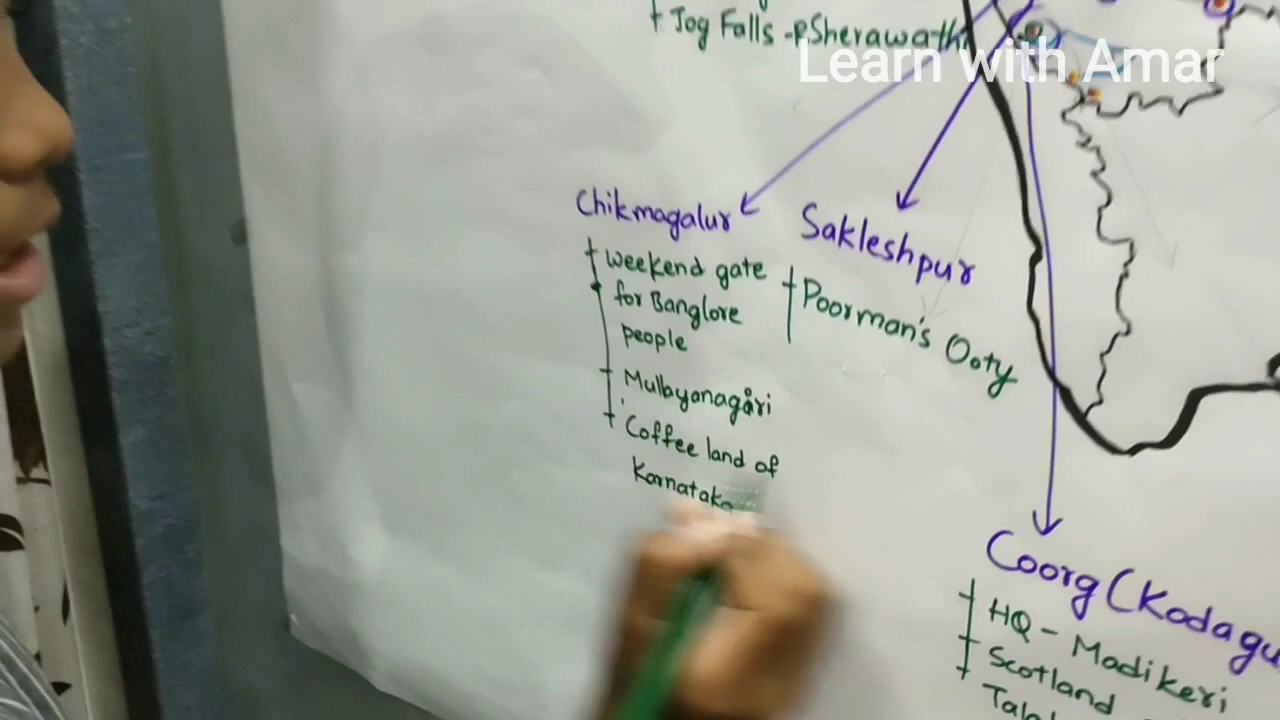 Jog Falls - Sherawathi
Learn with Amar
Chikmagalur
weekend gate
for Banglore
people
Mullayanagiri
Coffee land of
Karnataka
Sakleshpur
Poorman's Ooty
Coorg (Kodagu
HQ - Madikeri
Scotland